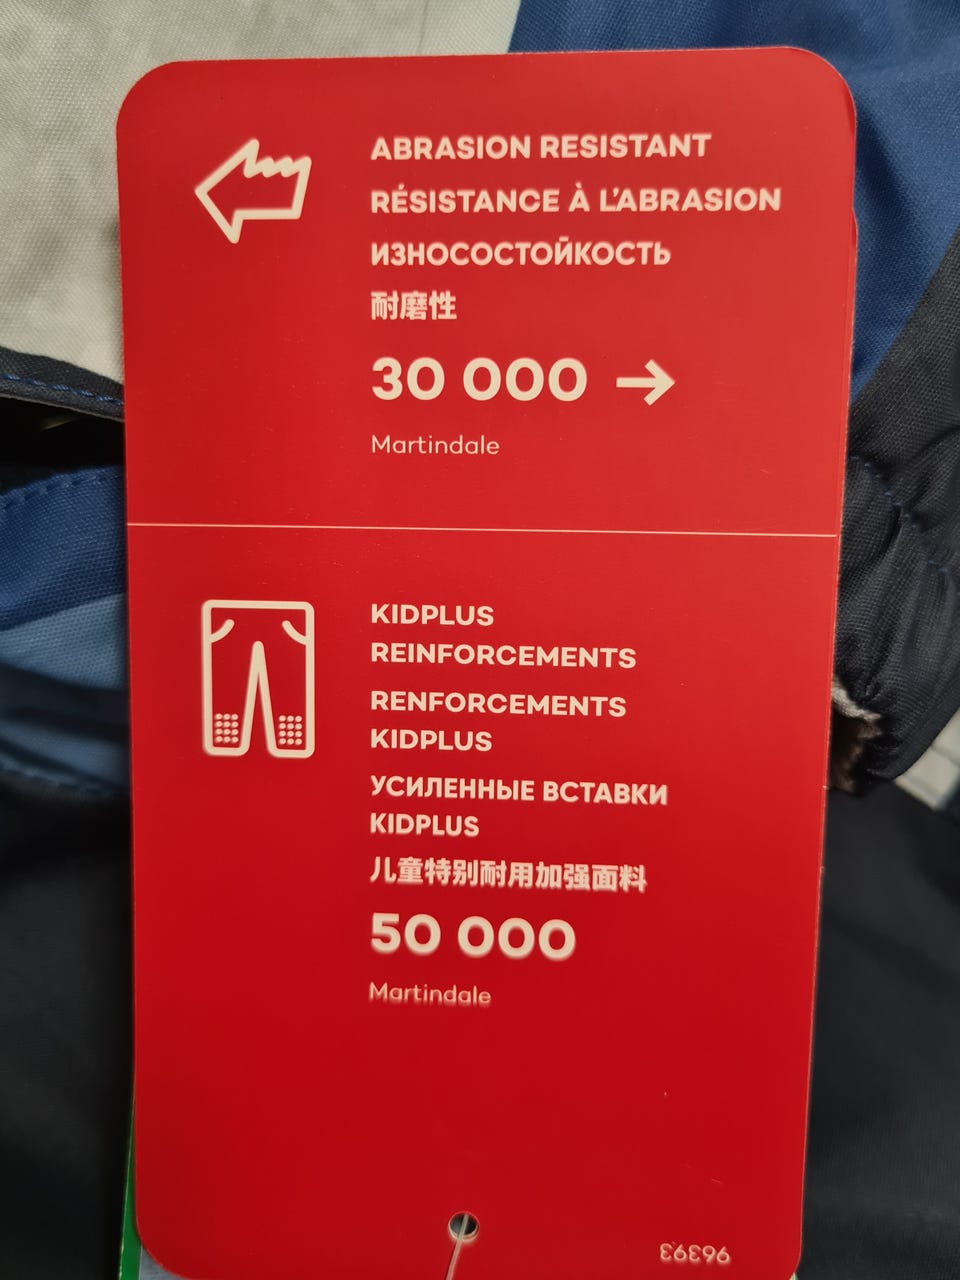 ABRASION RESISTANT
RÉSISTANCE À L'ABRASION
ИЗНОСОСТОЙКОСТЬ
耐磨性
30 000 →
Martindale
KIDPLUS
REINFORCEMENTS
RENFORCEMENTS
KIDPLUS
УСИЛЕННЫЕ ВСТАВКИ
KIDPLUS
儿童特别耐用加强面料
50 000
Martindale
96393